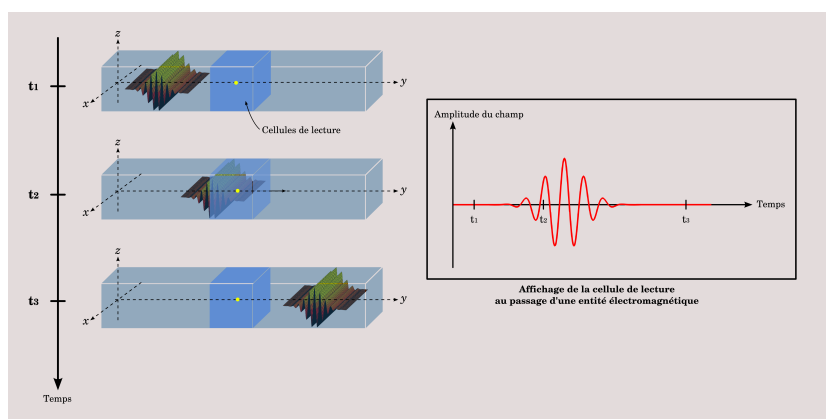 t1
z
x
y
Cellules de lecture
t2
z
x
y
t3
z
x
y
Temps
Amplitude du champ
Temps
t1
t2
t3
Affichage de la cellule de lecture
au passage d'une entité électromagnétique